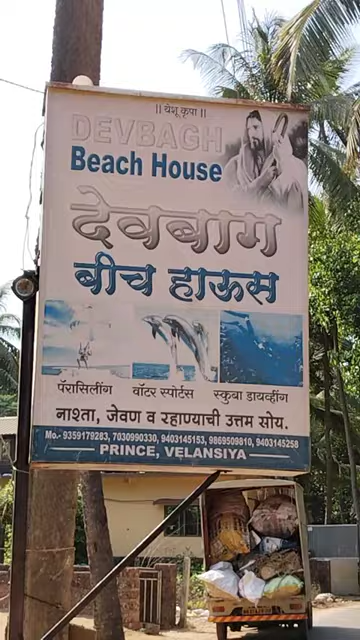 ॥ येशू कृपा ॥
DEVBAGH
Beach House
देवबाग
बीच हाऊस
पॅरासिलींग वॉटर स्पोर्टस स्कुबा डायव्हींग
नाश्ता, जेवण व रहाण्याची उत्तम सोय.
Mo.- 9359179283, 7030990330, 9403145153, 9869509810, 9403145258
PRINCE, VELANSIYA